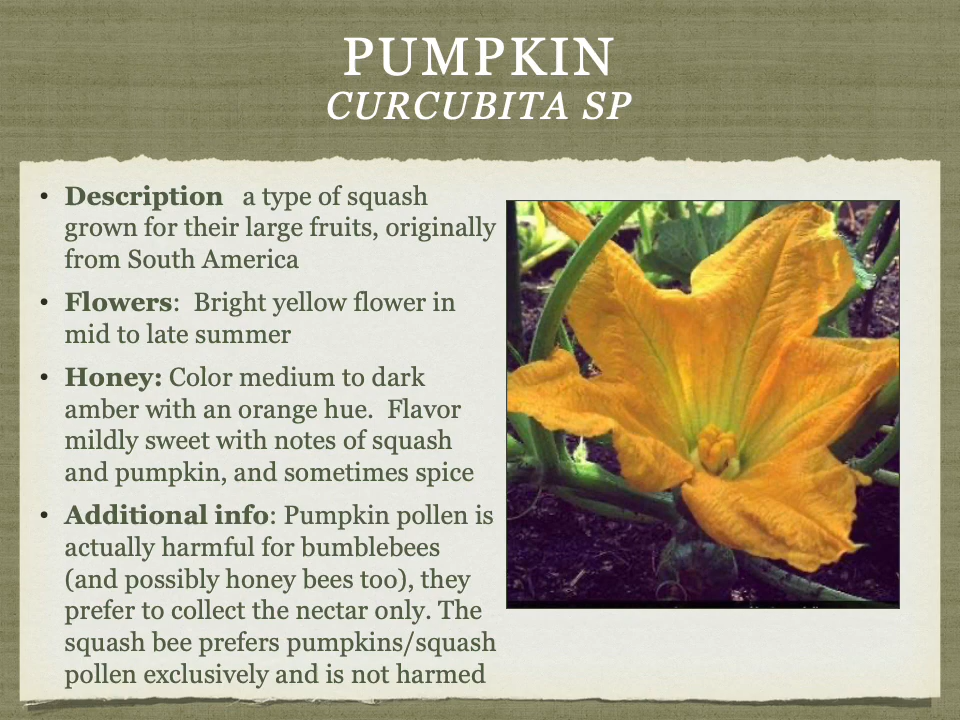 PUMPKIN
CURCUBITA SP
• Description   a type of squash
grown for their large fruits, originally
from South America
• Flowers:  Bright yellow flower in
mid to late summer
• Honey: Color medium to dark
amber with an orange hue.  Flavor
mildly sweet with notes of squash
and pumpkin, and sometimes spice
• Additional info: Pumpkin pollen is
actually harmful for bumblebees
(and possibly honey bees too), they
prefer to collect the nectar only. The
squash bee prefers pumpkins/squash
pollen exclusively and is not harmed